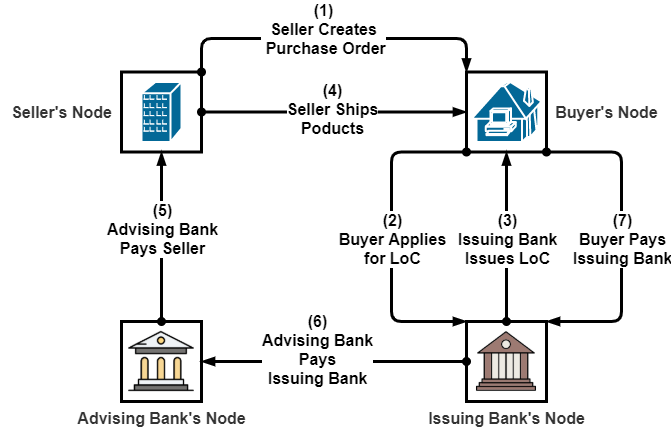 (1)
Seller Creates
Purchase Order
Seller's Node
(4)
Seller Ships
Poducts
Buyer's Node
(5)
Advising Bank
Pays Seller
(2)
Buyer Applies
for LoC
(3)
Issuing Bank
Issues LoC
(7)
Buyer Pays
Issuing Bank
(6)
Advising Bank
Pays
Issuing Bank
Advising Bank's Node
Issuing Bank's Node